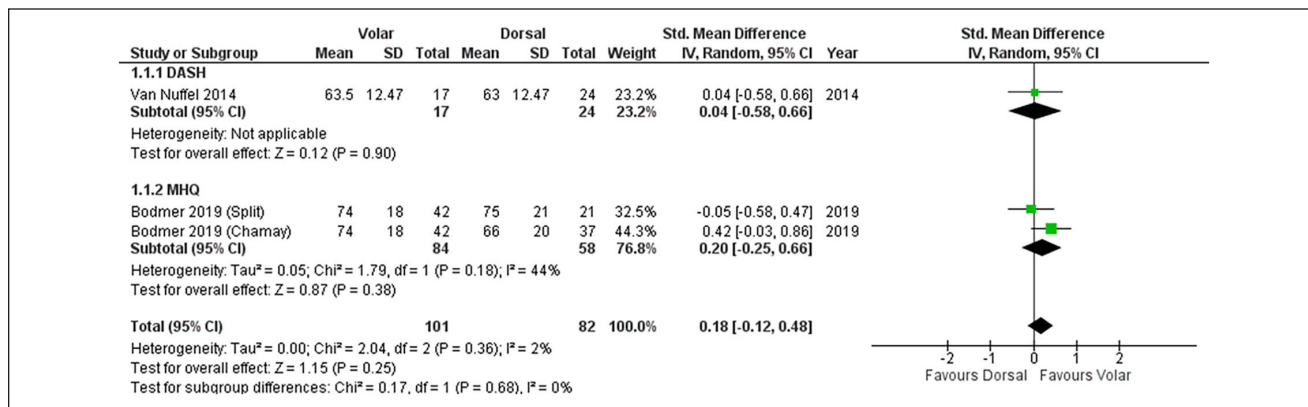 Volar Dorsal Std. Mean Difference Std. Mean Difference
Study or Subgroup Mean SD Total Mean SD Total Weight IV, Random, 95% CI Year IV, Random, 95% CI
1.1.1 DASH
Van Nuffel 2014 63.5 12.47 17 63 12.47 24 23.2% 0.04 [-0.58, 0.66] 2014
Subtotal (95% CI) 17 24 23.2% 0.04 [-0.58, 0.66]
Heterogeneity: Not applicable
Test for overall effect: Z = 0.12 (P = 0.90)
1.1.2 MHQ
Bodmer 2019 (Split) 74 18 42 75 21 21 32.5% -0.05 [-0.58, 0.47] 2019
Bodmer 2019 (Chamay) 74 18 42 66 20 37 44.3% 0.42 [-0.03, 0.86] 2019
Subtotal (95% CI) 84 58 76.8% 0.20 [-0.25, 0.66]
Heterogeneity: Tau² = 0.05; Chi² = 1.79, df = 1 (P = 0.18); I² = 44%
Test for overall effect: Z = 0.87 (P = 0.38)
Total (95% CI) 101 82 100.0% 0.18 [-0.12, 0.48]
Heterogeneity: Tau² = 0.00; Chi² = 2.04, df = 2 (P = 0.36); I² = 2%
Test for overall effect: Z = 1.15 (P = 0.25)
Test for subgroup differences: Chi² = 0.17, df = 1 (P = 0.68), I² = 0%
-2 -1 0 1 2
Favours Dorsal Favours Volar